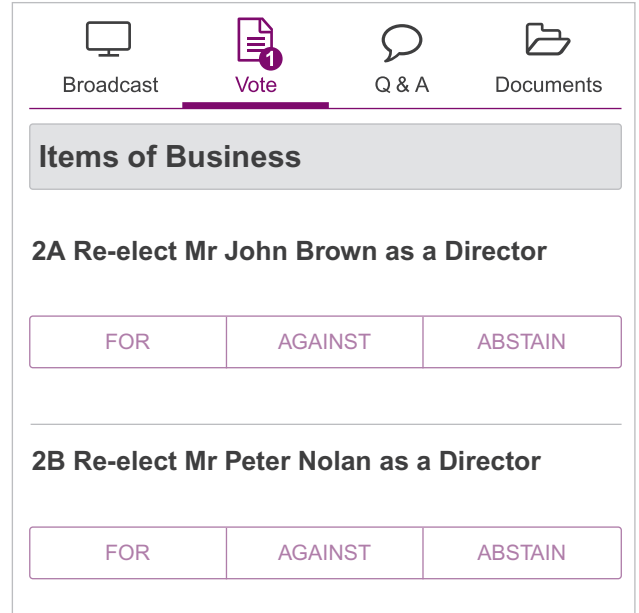 1
Broadcast Vote Q & A Documents
Items of Business
2A Re-elect Mr John Brown as a Director
FOR AGAINST ABSTAIN
2B Re-elect Mr Peter Nolan as a Director
FOR AGAINST ABSTAIN